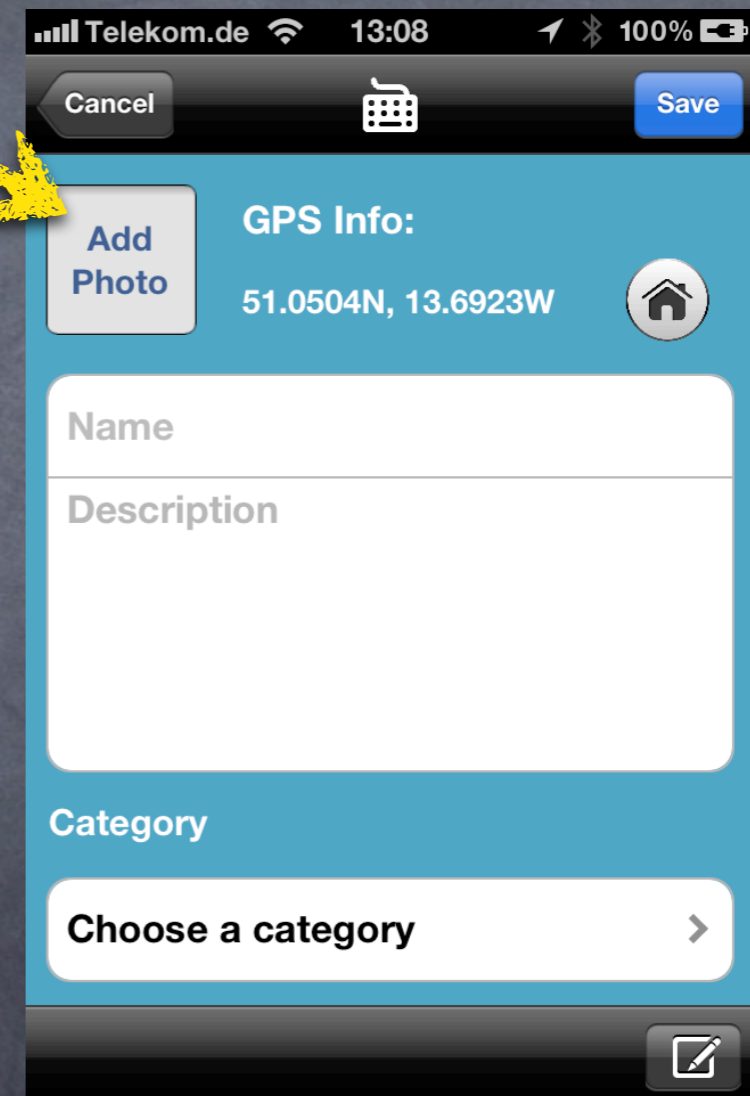 Telekom.de 13:08 100%
Cancel Save
Add
Photo
GPS Info:
51.0504N, 13.6923W
Name
Description
Category
Choose a category